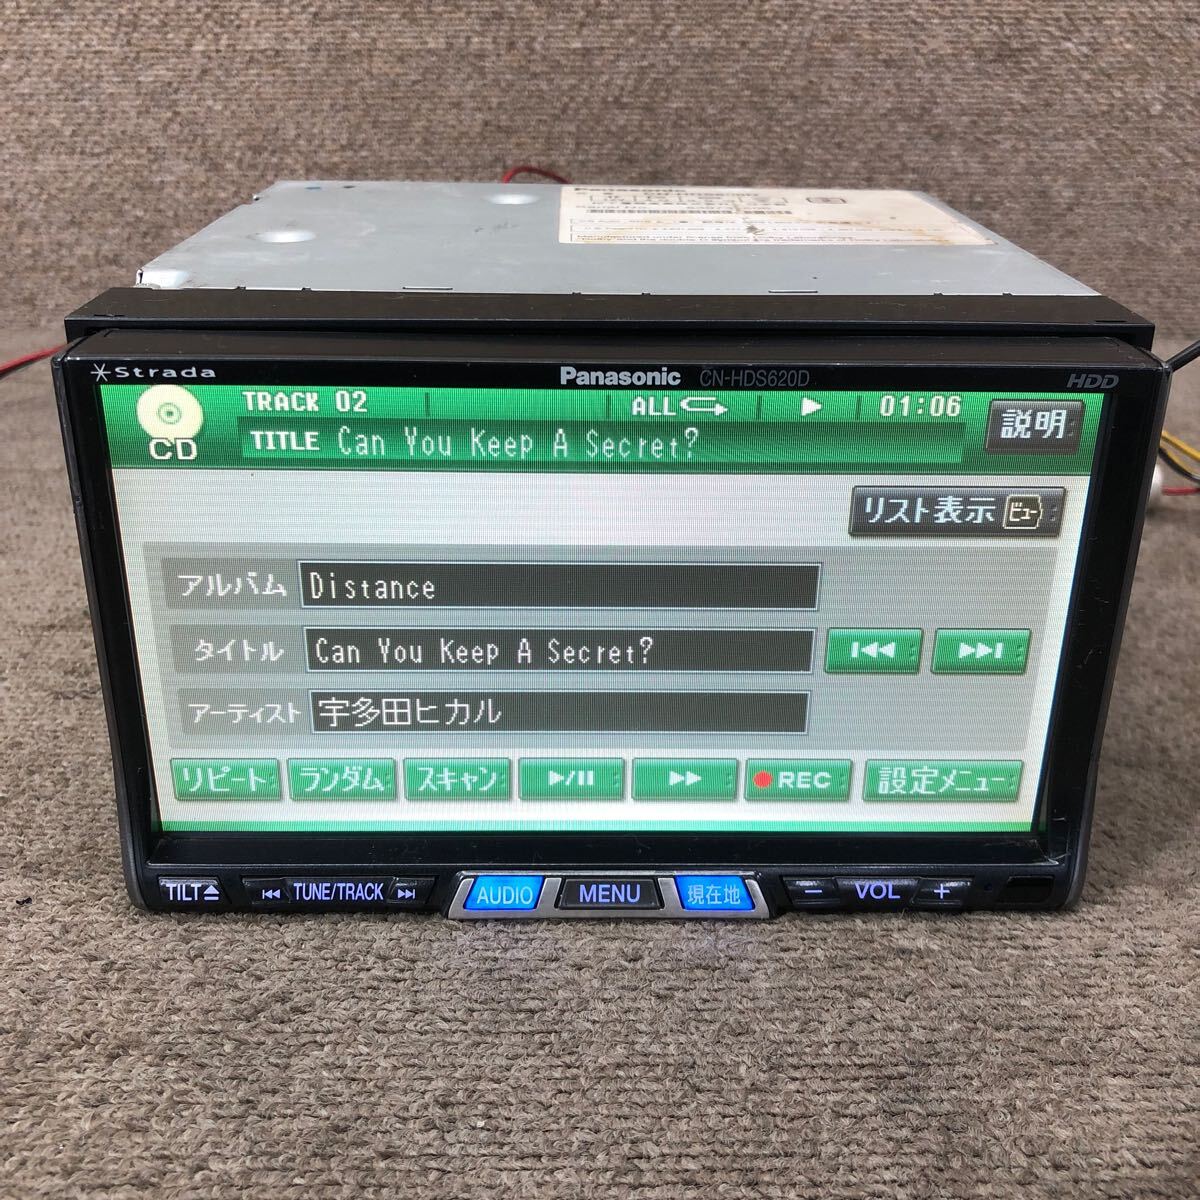 Panasonic
Strada Panasonic CN-HDS620D HDD
CD TRACK 02 ALL 01:06 説明
TITLE Can You Keep A Secret?
リスト表示 ビュー
アルバム Distance
タイトル Can You Keep A Secret?
アーティスト 宇多田ヒカル
リピート ランダム スキャン REC 設定メニュー
TILT TUNE/TRACK AUDIO MENU 現在地 − VOL +